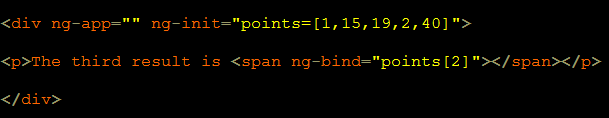 <div ng-app="" ng-init="points=[1,15,19,2,40]">
<p>The third result is <span ng-bind="points[2]"></span></p>
</div>